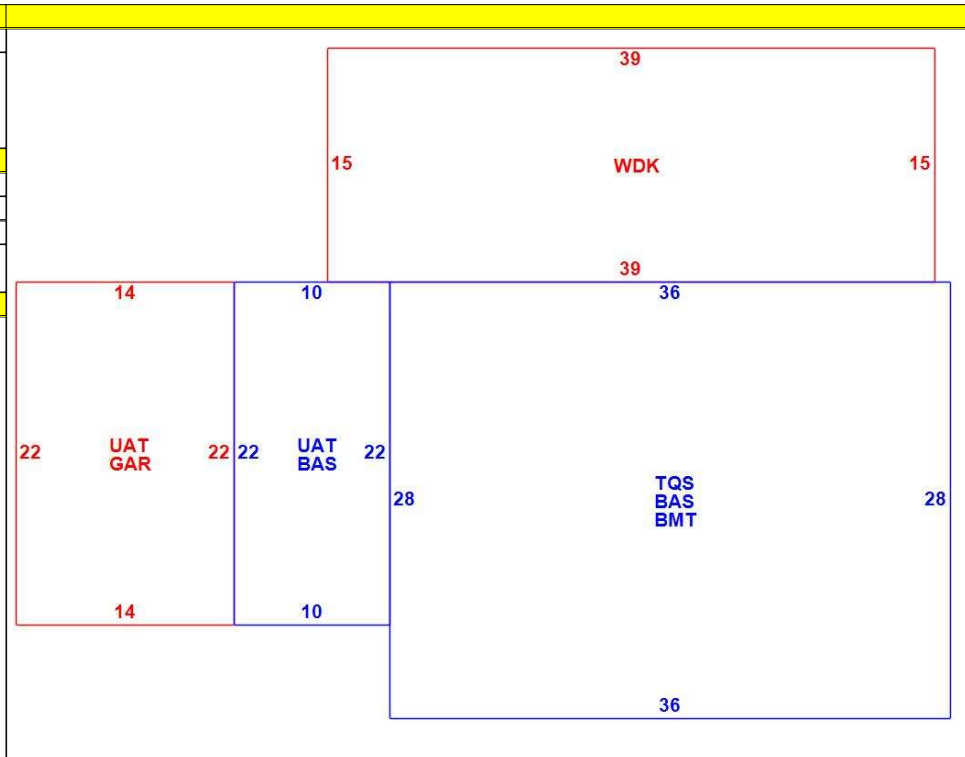 39
15 WDK 15
39
14 10 36
22 UAT 22 22 UAT 22
GAR BAS
TQS
28 BAS 28
BMT
14 10
36